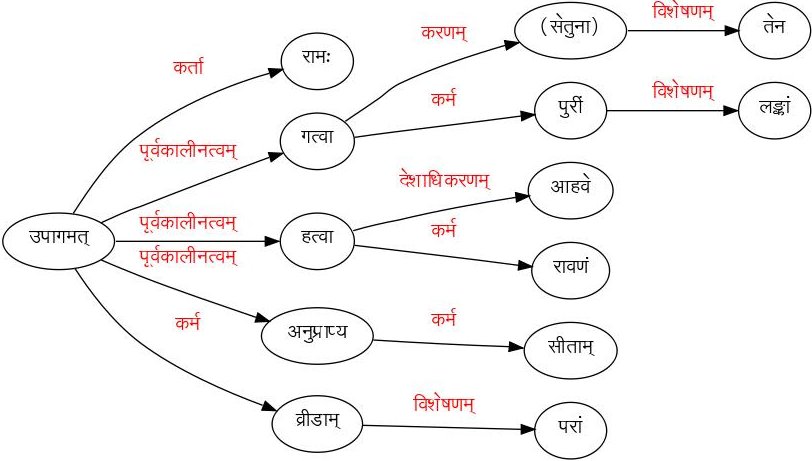 विशेषणम्
करणम्
(सेतुना)
तेन
कर्ता
रामः
कर्म
विशेषणम्
पूर्वकालीनत्वम्
गत्वा
पुरीं
लङ्कां
देशाधिकरणम्
आहवे
पूर्वकालीनत्वम्
उपागमत्
हत्वा
कर्म
पूर्वकालीनत्वम्
रावणं
कर्म
अनुप्राप्य
कर्म
सीताम्
व्रीडाम्
विशेषणम्
परां